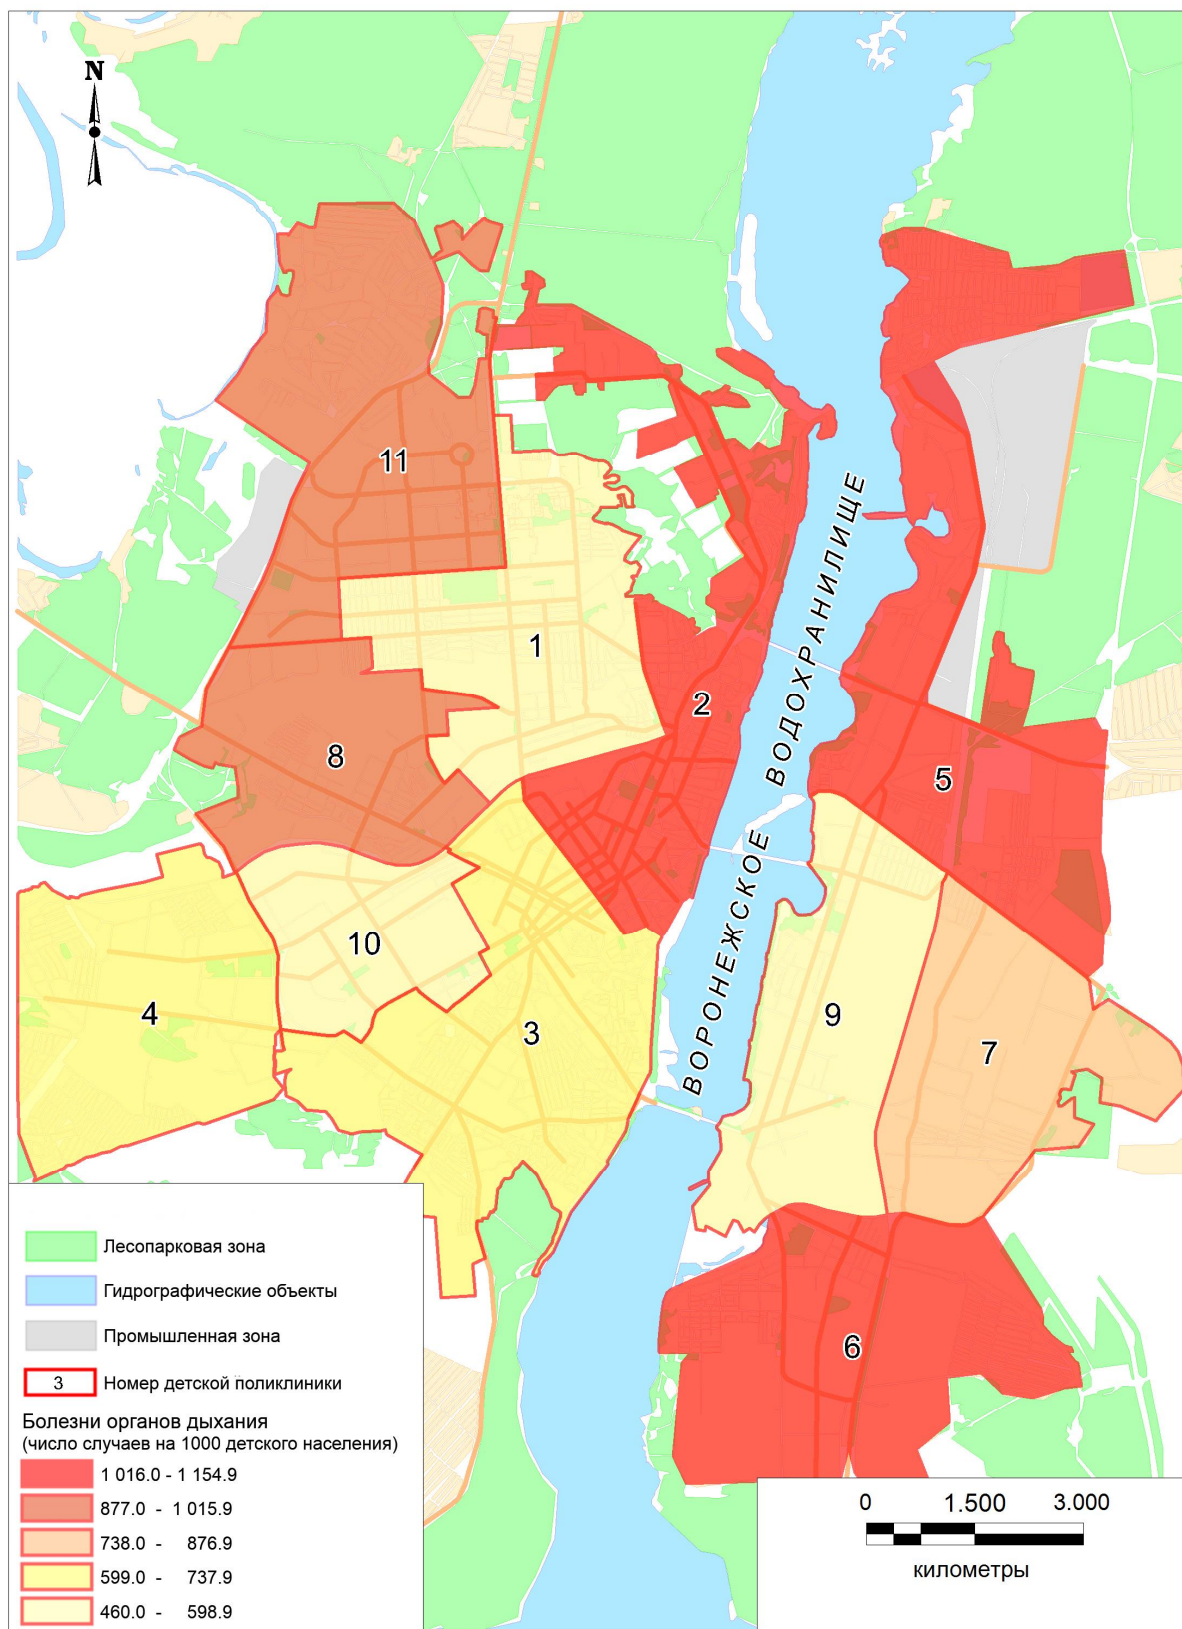 N
11
1
2
8
5
10
4
3
9
7
6
ВОРОНЕЖСКОЕ ВОДОХРАНИЛИЩЕ
Лесопарковая зона
Гидрографические объекты
Промышленная зона
3 Номер детской поликлиники
Болезни органов дыхания
(число случаев на 1000 детского населения)
1 016.0 - 1 154.9
877.0 - 1 015.9
738.0 - 876.9
599.0 - 737.9
460.0 - 598.9
0 1.500 3.000
километры